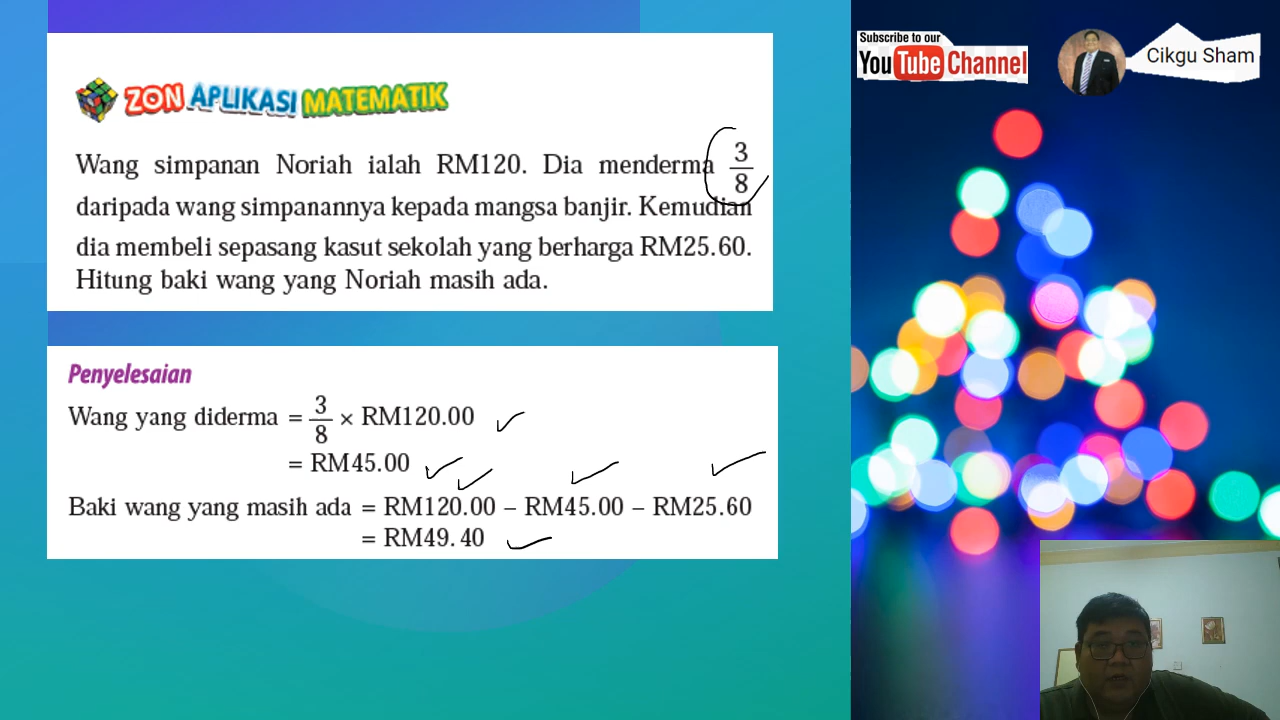 Subscribe to our
YouTube Channel
Cikgu Sham
ZON APLIKASI MATEMATIK
Wang simpanan Noriah ialah RM120. Dia menderma 3/8
daripada wang simpanannya kepada mangsa banjir. Kemudian
dia membeli sepasang kasut sekolah yang berharga RM25.60.
Hitung baki wang yang Noriah masih ada.
Penyelesaian
Wang yang diderma = 3/8 × RM120.00
= RM45.00
Baki wang yang masih ada = RM120.00 – RM45.00 – RM25.60
= RM49.40